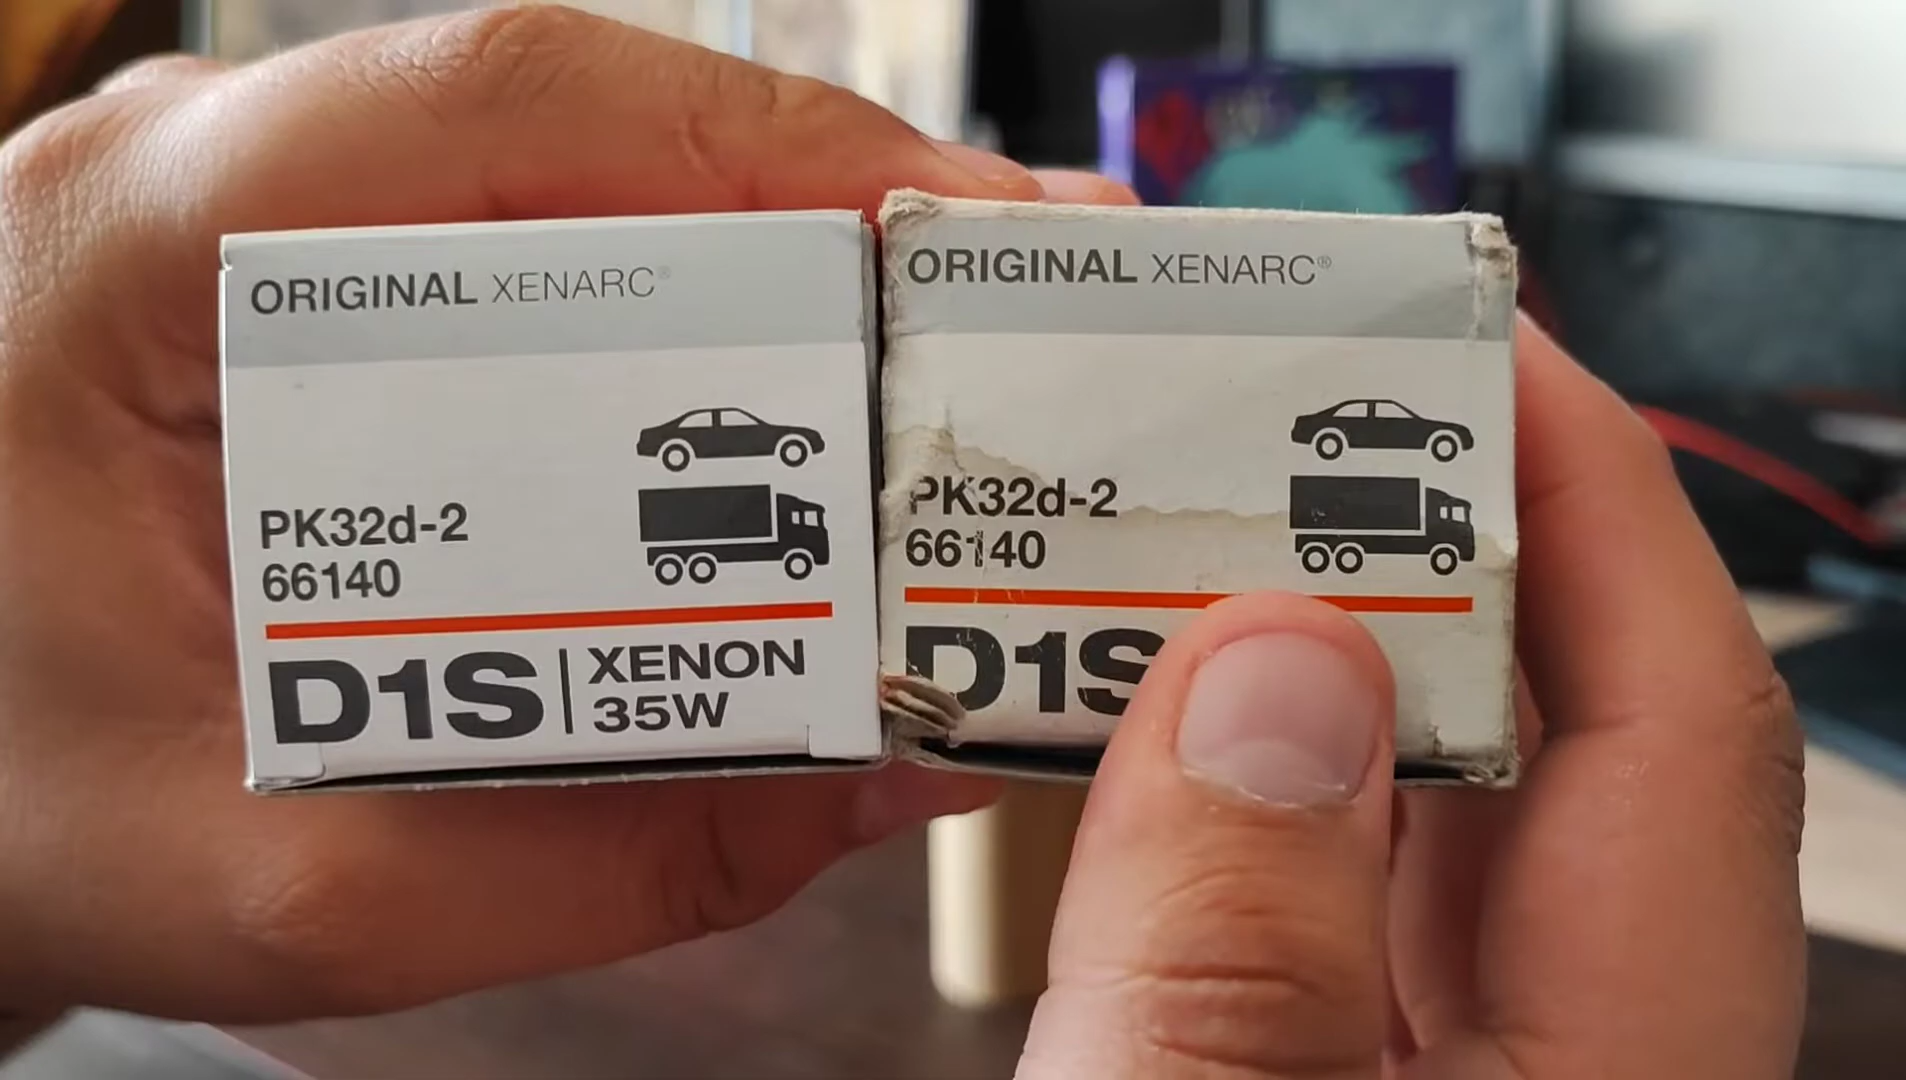 ORIGINAL XENARC®
PK32d-2
66140
D1S
XENON
35W
ORIGINAL XENARC®
PK32d-2
66140
D1S